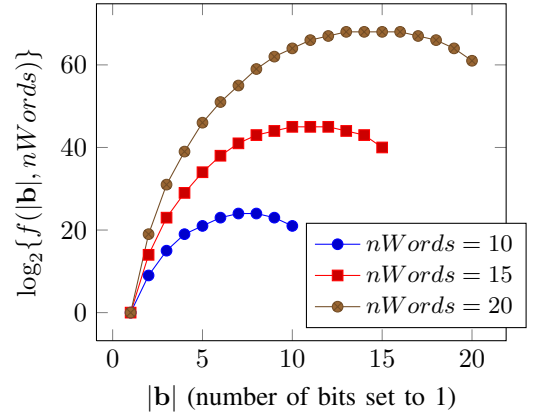 log₂{f(|b|, nWords)}
60
40
20
0
0 5 10 15 20
|b| (number of bits set to 1)
nWords = 10
nWords = 15
nWords = 20